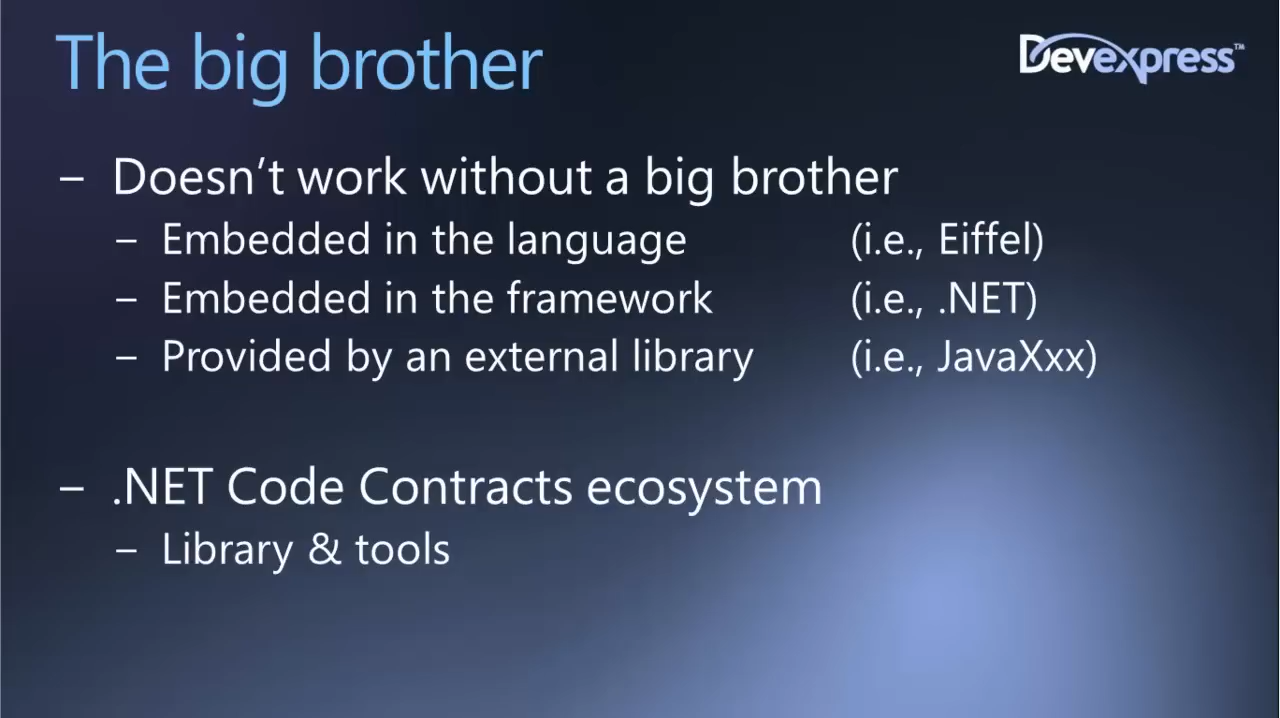 The big brother
DevExpress™
– Doesn't work without a big brother
– Embedded in the language (i.e., Eiffel)
– Embedded in the framework (i.e., .NET)
– Provided by an external library (i.e., JavaXxx)
– .NET Code Contracts ecosystem
– Library & tools